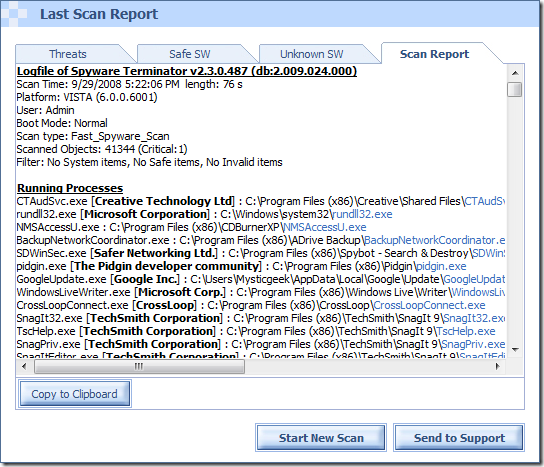 Last Scan Report
Threats
Safe SW
Unknown SW
Scan Report
Logfile of Spyware Terminator v2.3.0.487 (db:2.009.024.000)
Scan Time: 9/29/2008 5:22:06 PM length: 76 s
Platform: VISTA (6.0.0.6001)
User: Admin
Boot Mode: Normal
Scan type: Fast_Spyware_Scan
Scanned Objects: 41344 (Critical:1)
Filter: No System items, No Safe items, No Invalid items
Running Processes
CTAudSvc.exe [Creative Technology Ltd] : C:\Program Files (x86)\Creative\Shared Files\CTAudSv
rundll32.exe [Microsoft Corporation] : C:\Windows\system32\rundll32.exe
NMSAccessU.exe : C:\Program Files (x86)\CDBurnerXP\NMSAccessU.exe
BackupNetworkCoordinator.exe : C:\Program Files (x86)\ADrive Backup\BackupNetworkCoordinator.e
SDWinSec.exe [Safer Networking Ltd.] : C:\Program Files (x86)\Spybot - Search & Destroy\SDWinS
pidgin.exe [The Pidgin developer community] : C:\Program Files (x86)\Pidgin\pidgin.exe
GoogleUpdate.exe [Google Inc.] : C:\Users\Mysticgeek\AppData\Local\Google\Update\GoogleUpdat
WindowsLiveWriter.exe [Microsoft Corp.] : C:\Program Files (x86)\Windows Live\Writer\WindowsLiv
CrossLoopConnect.exe [CrossLoop] : C:\Program Files (x86)\CrossLoop\CrossLoopConnect.exe
SnagIt32.exe [TechSmith Corporation] : C:\Program Files (x86)\TechSmith\SnagIt 9\SnagIt32.exe
TscHelp.exe [TechSmith Corporation] : C:\Program Files (x86)\TechSmith\SnagIt 9\TscHelp.exe
SnagPriv.exe [TechSmith Corporation] : C:\Program Files (x86)\TechSmith\SnagIt 9\SnagPriv.exe
SnagItEditor.exe [TechSmith Corporation] : C:\Program Files (x86)\TechSmith\SnagIt 9\SnagItEdi
Copy to Clipboard
Start New Scan
Send to Support